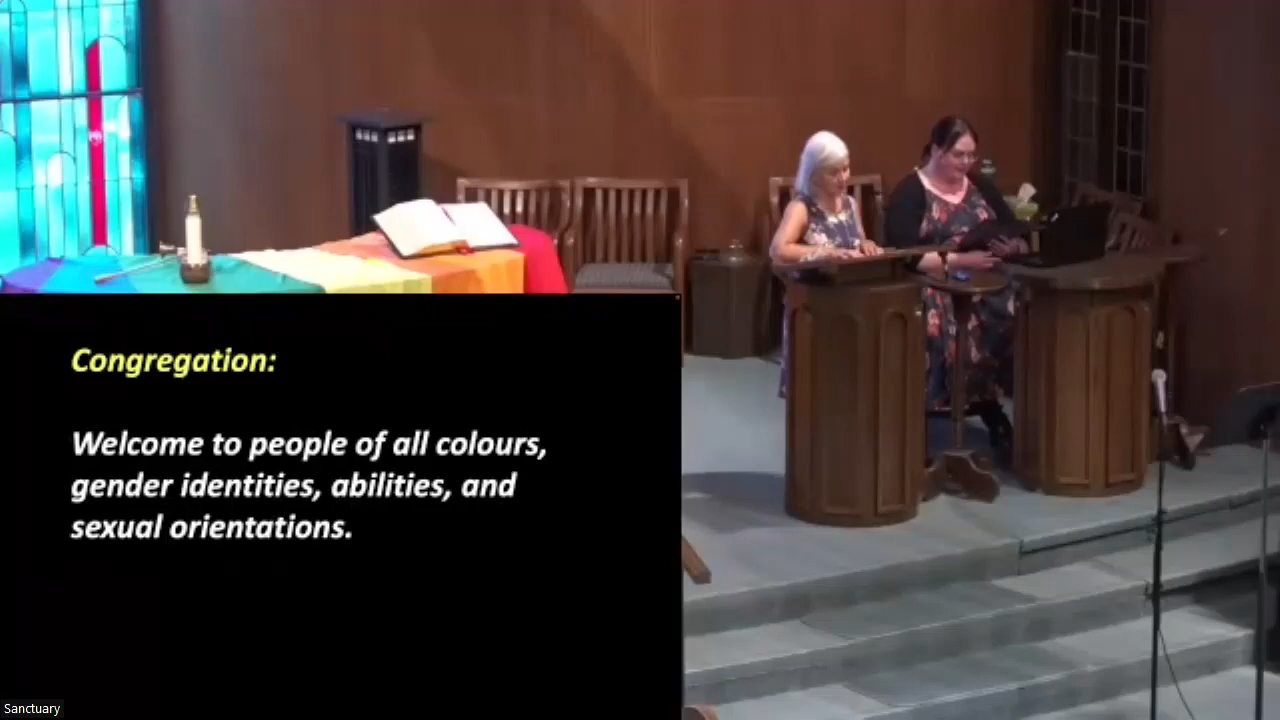 Congregation:
Welcome to people of all colours,
gender identities, abilities, and
sexual orientations.
Sanctuary